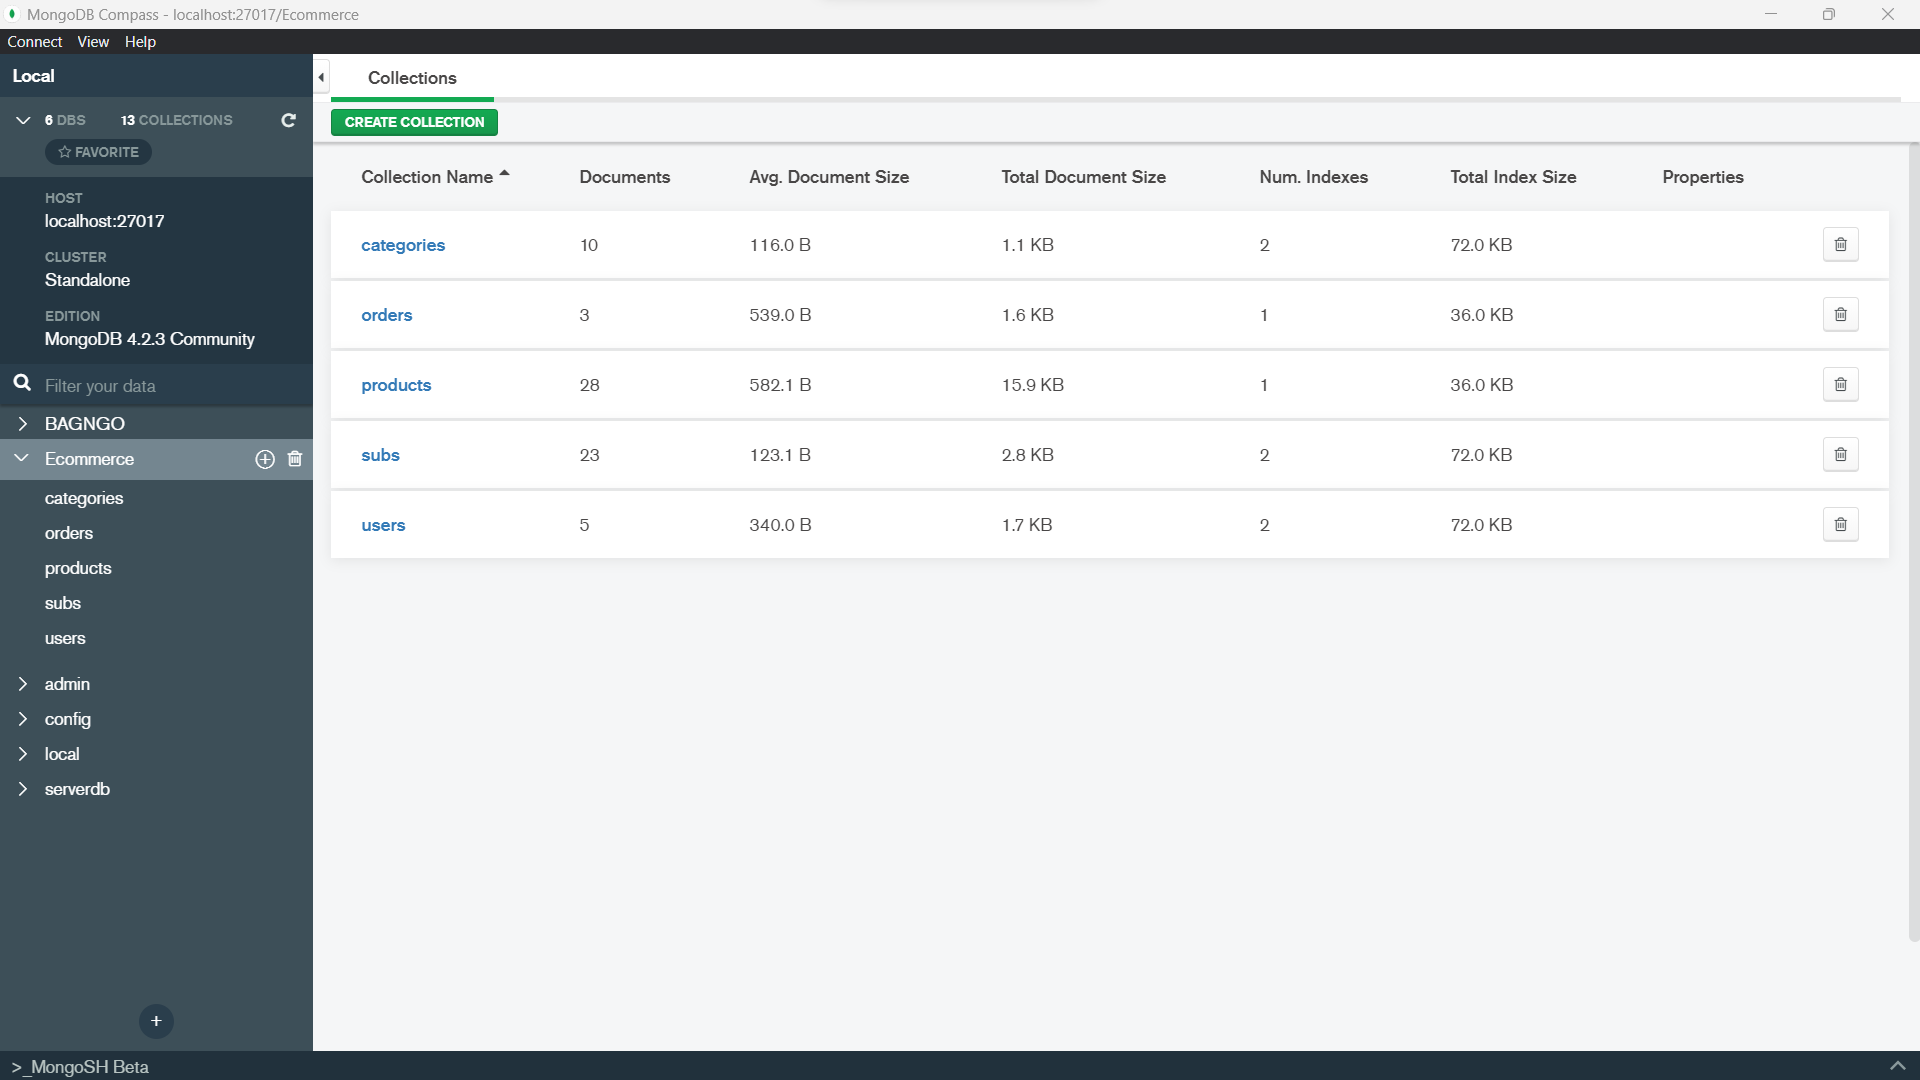 MongoDB Compass - localhost:27017/Ecommerce
Connect View Help
Local
6 DBS 13 COLLECTIONS
FAVORITE
HOST
localhost:27017
CLUSTER
Standalone
EDITION
MongoDB 4.2.3 Community
Filter your data
BAGNGO
Ecommerce
categories
orders
products
subs
users
admin
config
local
serverdb
+
Collections
CREATE COLLECTION
Collection Name Documents Avg. Document Size Total Document Size Num. Indexes Total Index Size Properties
categories 10 116.0 B 1.1 KB 2 72.0 KB
orders 3 539.0 B 1.6 KB 1 36.0 KB
products 28 582.1 B 15.9 KB 1 36.0 KB
subs 23 123.1 B 2.8 KB 2 72.0 KB
users 5 340.0 B 1.7 KB 2 72.0 KB
>_MongoSH Beta